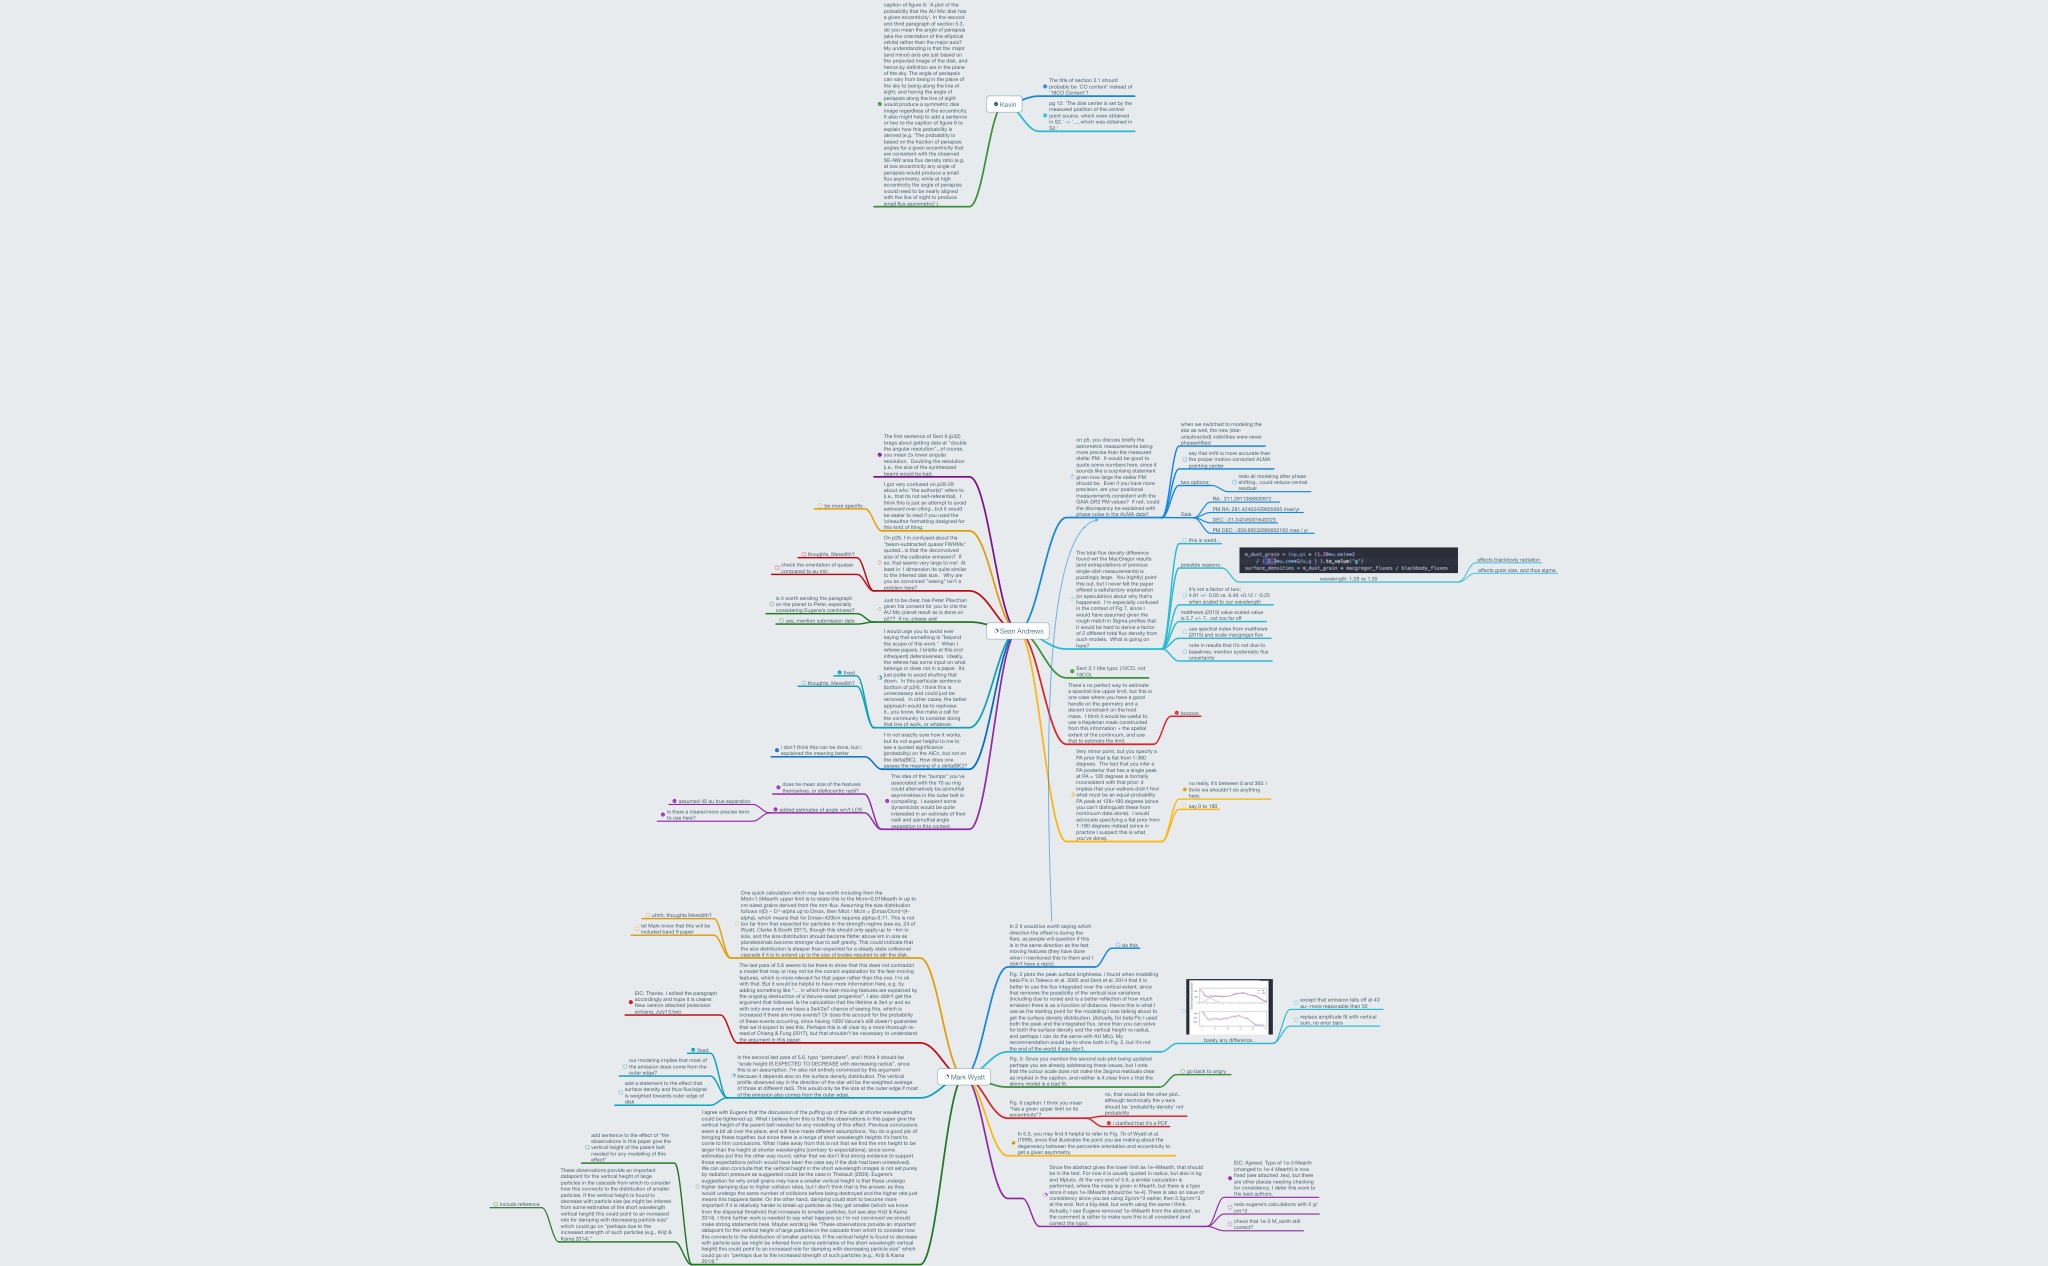 caption of figure 6: 'A plot of the
probability that the AU Mic disk has
a given eccentricity'. In the second
and third paragraph of section 5.3,
do you mean the angle of periapsis
(aka the orientation of the elliptical
orbits) rather than the major axis?
My understanding is that the major
(and minor) axis are just based on
the projected image of the disk, and
hence by definition are in the plane
of the sky. The angle of periapsis
can vary from being in the plane of
the sky to being along the line of
sight, and having the angle of
periapsis along the line of sight
would produce a symmetric disk
image regardless of the eccentricity.
It also might help to add a sentence
or two to the caption of figure 6 to
explain how this probability is
derived (e.g. 'The probability is
based on the fraction of periapsis
angles for a given eccentricity that
are consistent with the observed
SE-NW area flux density ratio (e.g.
at low eccentricity any angle of
periapsis would produce a small
flux asymmetry, while at high
eccentricity the angle of periapsis
would need to be nearly aligned
with the line of sight to produce
small flux asymmetry)'.)
Kevin
The title of section 3.1 should
probably be 'CO content' instead of
'18CO Content'?
pg 12: 'The disk center is set by the
measured position of the central
point source, which were obtained
in S2.' -> '..., which was obtained in
S2.'
Sean Andrews
The first sentence of Sect 6 (p32)
brags about getting data at "double
the angular resolution"...of course,
you mean 2x lower angular
resolution. Doubling the resolution
(i.e., the size of the synthesized
beam) would be bad.
I got very confused on p28-29
about who "the author(s)" refers to
(i.e., that its not self-referential). I
think this is just an attempt to avoid
awkward over-citing...but it would
be easier to read if you used the
\citeauthor formatting designed for
this kind of thing.
be more specific
On p26, I'm confused about the
"beam-subtracted quasar FWHMs"
quoted...is that the deconvolved
size of the calibrator emission? If
so, that seems very large to me! At
least in 1 dimension its quite similar
to the inferred disk size. Why are
you so convinced "seeing" isn't a
problem here?
thoughts, Meredith?
check the orientation of quasar
compared to au mic
Just to be clear, has Peter Plavchan
given his consent for you to cite the
AU Mic planet result as is done on
p27? If no, please ask!
is it worth sending the paragraph
on the planet to Peter, especially
considering Eugene's crankiness?
yes, mention submission date
I would urge you to avoid ever
saying that something is "beyond
the scope of this work." When I
referee papers, I bristle at this (not
infrequent) defensiveness. Ideally,
the referee has some input on what
belongs or does not in a paper. Its
just polite to avoid shutting that
down. In this particular sentence
(bottom of p24), I think this is
unnecessary and could just be
removed. In other cases, the better
approach would be to rephrase
it...you know, like make a call for
the community to consider doing
that line of work, or whatever.
fixed
thoughts, Meredith?
I'm not exactly sure how it works,
but its not super helpful to me to
see a quoted significance
(probability) on the AICc, but not on
the delta(BIC). How does one
assess the meaning of a delta(BIC)?
i don't think this can be done, but i
explained the meaning better
The idea of the "bumps" you've
associated with the 10 au ring
could alternatively be azimuthal
asymmetries in the outer belt is
compelling. I suspect some
dynamicists would be quite
interested in an estimate of their
radii and azimuthal angle
separation in this context.
does he mean size of the features
themselves, or stellocentric radii?
added estimates of angle wrt LOS
assumed 40 au true separation
is there a clearer/more precise term
to use here?
on p5, you discuss briefly the
astrometric measurements being
more precise than the measured
stellar PM. It would be good to
quote some numbers here, since it
sounds like a surprising statement
given how large the stellar PM
should be. Even if you have more
precision, are your positional
measurements consistent with the
GAIA-DR2 PM values? If not, could
the discrepancy be explained with
phase noise in the ALMA data?
when we switched to modeling the
star as well, the new (star-
unsubtracted) visibilities were never
phaseshifted
say that imfit is more accurate than
the proper motion-corrected ALMA
pointing center
two options:
redo all modeling after phase
shifting.. could reduce central
residual
Gaia
RA: 311.2911368830972
PM RA: 281.42403429655695 mas/yr
DEC: -31.34245001640323
PM DEC: -359.89532890602163 mas / yr
The total flux density difference
found wrt the MacGregor results
(and extrapolations of previous
single-dish measurements) is
puzzlingly large. You (rightly) point
this out, but I never felt the paper
offered a satisfactory explanation
(or speculation) about why that's
happened. I'm especially confused
in the context of Fig 7, since I
would have assumed given the
rough match in Sigma profiles that
it would be hard to derive a factor
of 2 different total flux density from
such models. What is going on
here?
this is weird..
possible reasons
m_dust_grain = (np.pi * (1.28*u.mm)**2
/ ( 2.3*u.cm**2/u.g ) ).to_value("g")
surface_densities = m_dust_grain * macgregor_fluxes / blackbody_fluxes
wavelength: 1.28 vs 1.35
affects blackbody radiation.
affects grain size, and thus sigma.
it's not a factor of two:
4.81 +/- 0.05 vs. 6.46 +0.12 / -0.25
when scaled to our wavelength
matthews (2015) value scaled value
is 5.7 +/- 7.. not too far off
use spectral index from matthews
(2015) and scale macgregor flux
note in results that it's not due to
baselines, mention systematic flux
uncertainty
Sect 3.1 title typo: (12CO, not
18CO).
There's no perfect way to estimate
a spectral line upper limit, but this is
one case where you have a good
handle on the geometry and a
decent constraint on the host
mass. I think it would be useful to
use a Keplerian mask constructed
from this information + the spatial
extent of the continuum, and use
that to estimate the limit.
booooo
Very minor point, but you specify a
PA prior that is flat from 1-360
degrees. The fact that you infer a
PA posterior that has a single peak
at PA = 128 degrees is formally
inconsistent with that prior: it
implies that your walkers didn't find
what must be an equal-probability
PA peak at 128+180 degrees (since
you can't distinguish these from
continuum data alone). I would
advocate specifying a flat prior from
1-180 degrees instead (since in
practice I suspect this is what
you've done).
no really, it's between 0 and 360. i
think we shouldn't do anything
here.
say 0 to 180.
Mark Wyatt
One quick calculation which may be worth including from the
Mtot<1.5Mearth upper limit is to relate this to the Mcm=0.01Mearth in up to
cm-sized grains derived from the mm-flux. Assuming the size distribution
follows n(D) ~ D^-alpha up to Dmax, then Mtot / Mcm = (Dmax/Dcm)^(4-
alpha), which means that for Dmax=420km requires alpha>3.71. This is not
too far from that expected for particles in the strength regime (see eq. 24 of
Wyatt, Clarke & Booth 2011), though this should only apply up to ~km in
size, and the size distribution should become flatter above km in size as
planetesimals become stronger due to self gravity. This could indicate that
the size distribution is steeper than expected for a steady state collisional
cascade if it is to extend up to the size of bodies required to stir the disk.
uhhh, thoughts Meredith?
let Mark know that this will be
included band 9 paper
The last para of 5.6 seems to be there to show that this does not contradict
a model that may or may not be the correct explanation for the fast-moving
features, which is more relevant for that paper rather than this one. I'm ok
with that. But it would be helpful to have more information here, e.g. by
adding something like "... in which the fast-moving features are explained by
the ongoing destruction of a Varuna-sized progenitor". I also didn't get the
argument that followed. Is the calculation that the lifetime is 3e4 yr and so
with only one event we have a 3e4/2e7 chance of seeing this, which is
increased if there are more events? Or does this account for the probability
of these events occurring, since having 1000 Varuna's still doesn't guarantee
that we'd expect to see this. Perhaps this is all clear by a more thorough re-
read of Chiang & Fung 2017), but that shouldn't be necessary to understand
the argument in this paper.
EIC: Thanks, I edited the paragraph
accordingly and hope it is clearer.
New version attached (extension
echiang_July13.tex).
In the second last para of 5.6, typo "pertrubers", and I think it should be
"scale height IS EXPECTED TO DECREASE with decreasing radius", since
this is an assumption. I'm also not entirely convinced by this argument
because it depends also on the surface density distribution. The vertical
profile observed say in the direction of the star will be the weighted average
of those at different radii. This would only be the size at the outer edge if most
of the emission also comes from the outer edge.
fixed
our modeling implies that most of
the emission does come from the
outer edge?
add a statement to the effect that
surface density and thus flux/signal
is weighted towards outer edge of
disk
I agree with Eugene that the discussion of the puffing up of the disk at shorter wavelengths
could be tightened up. What I believe from this is that the observations in this paper give the
vertical height of the parent belt needed for any modelling of this effect. Previous conclusions
seem a bit all over the place, and will have made different assumptions. You do a good job of
bringing these together, but since there is a range of short wavelength heights it's hard to
come to firm conclusions. What I take away from this is not that we find the mm height to be
larger than the height at shorter wavelengths (contrary to expectations), since some
estimates put this the other way round, rather that we don't find strong evidence to support
those expectations (which would have been the case say if the disk had been unresolved).
We can also conclude that the vertical height in the short wavelength images is not set purely
by radiation pressure as suggested could be the case in Thebault (2009). Eugene's
suggestion for why small grains may have a smaller vertical height is that these undergo
higher damping due to higher collision rates, but I don't think that is the answer, as they
would undergo the same number of collisions before being destroyed and the higher rate just
means this happens faster. On the other hand, damping could start to become more
important if it is relatively harder to break up particles as they get smaller (which we know
from the dispersal threshold that increases to smaller particles, but see also Krijt & Kama
2014). I think further work is needed to say what happens so I'm not convinced we should
make strong statements here. Maybe wording like "These observations provide an important
datapoint for the vertical height of large particles in the cascade from which to consider how
this connects to the distribution of smaller particles. If the vertical height is found to decrease
with particle size (as might be inferred from some estimates of the short wavelength vertical
height) this could point to an increased role for damping with decreasing particle size" which
could go on "perhaps due to the increased strength of such particles (e.g., Krijt & Kama
2014)."
add sentence to the effect of "the
observations in this paper give the
vertical height of the parent belt
needed for any modelling of this
effect"
These observations provide an important
datapoint for the vertical height of large
particles in the cascade from which to consider
how this connects to the distribution of smaller
particles. If the vertical height is found to
decrease with particle size (as might be inferred
from some estimates of the short wavelength
vertical height) this could point to an increased
role for damping with decreasing particle size"
which could go on "perhaps due to the
increased strength of such particles (e.g., Krijt &
Kama 2014)."
include reference
In 2 it would be worth saying which
direction the offset is during the
flare, as people will question if this
is in the same direction as the fast
moving features (they have done
when I mentioned this to them and I
didn't have a reply).
do this
Fig. 2 plots the peak surface brightness. I found when modelling
beta Pic in Telesco et al. 2005 and Dent et al. 2014 that it is
better to use the flux integrated over the vertical extent, since
that removes the possibility of the vertical size variations
(including due to noise) and is a better reflection of how much
emission there is as a function of distance. Hence this is what I
use as the starting point for the modelling I was talking about to
get the surface density distribution. (Actually, for beta Pic I used
both the peak and the integrated flux, since then you can solve
for both the surface density and the vertical height vs radius,
and perhaps I can do the same with AU Mic). My
recommendation would be to show both in Fig. 2, but it's not
the end of the world if you don't.
barely any difference..
except that emission falls off at 40
au--more reasonable than 50
replace amplitude fit with vertical
sum, no error bars
Fig. 5: Since you mention the second sub-plot being updated
perhaps you are already addressing these issues, but I note
that the colour scale does not make the 3sigma residuals clear
as implied in the caption, and neither is it clear from c that the
skinny model is a bad fit.
go back to angry
Fig. 6 caption: I think you mean
"has a given upper limit on its
eccentricity"?
no, that would be the other plot..
although technically the y-axis
should be 'probability density' not
probability
I clarified that it's a PDF
In 5.3, you may find it helpful to refer to Fig. 7b of Wyatt et al.
(1999), since that illustrates the point you are making about the
degeneracy between the pericentre orientation and eccentricity to
get a given asymmetry.
Since the abstract gives the lower limit as 1e-4Mearth, that should
be in the text. For now it is usually quoted in radius, but also in kg
and Mpluto. At the very end of 5.6, a similar calculation is
performed, where the mass is given in Mearth, but there is a typo
since it says 1e-3Mearth (should be 1e-4). There is also an issue of
consistency since you are using 2g/cm^3 earlier, then 2.5g/cm^3
at the end. Not a big deal, but worth using the same I think.
Actually, I see Eugene removed 1e-4Mearth from the abstract, so
the comment is rather to make sure this is all consistent (and
correct the typo).
EIC: Agreed. Typo of 1e-3 Mearth
(changed to 1e-4 Mearth) is now
fixed (see attached .tex), but there
are other places needing checking
for consistency. I defer this work to
the lead authors.
redo eugene's calculations with 2 g/
cm^3
check that 1e-3 M_earth still
correct?